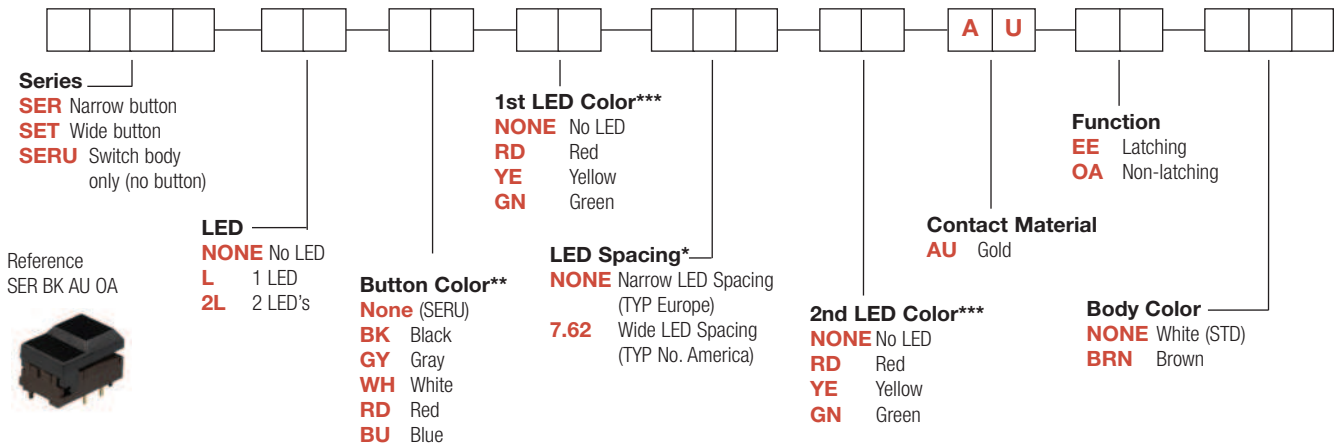 A U
Series
SER Narrow button
SET Wide button
SERU Switch body
only (no button)
Reference
SER BK AU OA
LED
NONE No LED
L 1 LED
2L 2 LED's
Button Color**
None (SERU)
BK Black
GY Gray
WH White
RD Red
BU Blue
1st LED Color***
NONE No LED
RD Red
YE Yellow
GN Green
LED Spacing*
NONE Narrow LED Spacing
(TYP Europe)
7.62 Wide LED Spacing
(TYP No. America)
2nd LED Color***
NONE No LED
RD Red
YE Yellow
GN Green
Contact Material
AU Gold
Function
EE Latching
OA Non-latching
Body Color
NONE White (STD)
BRN Brown